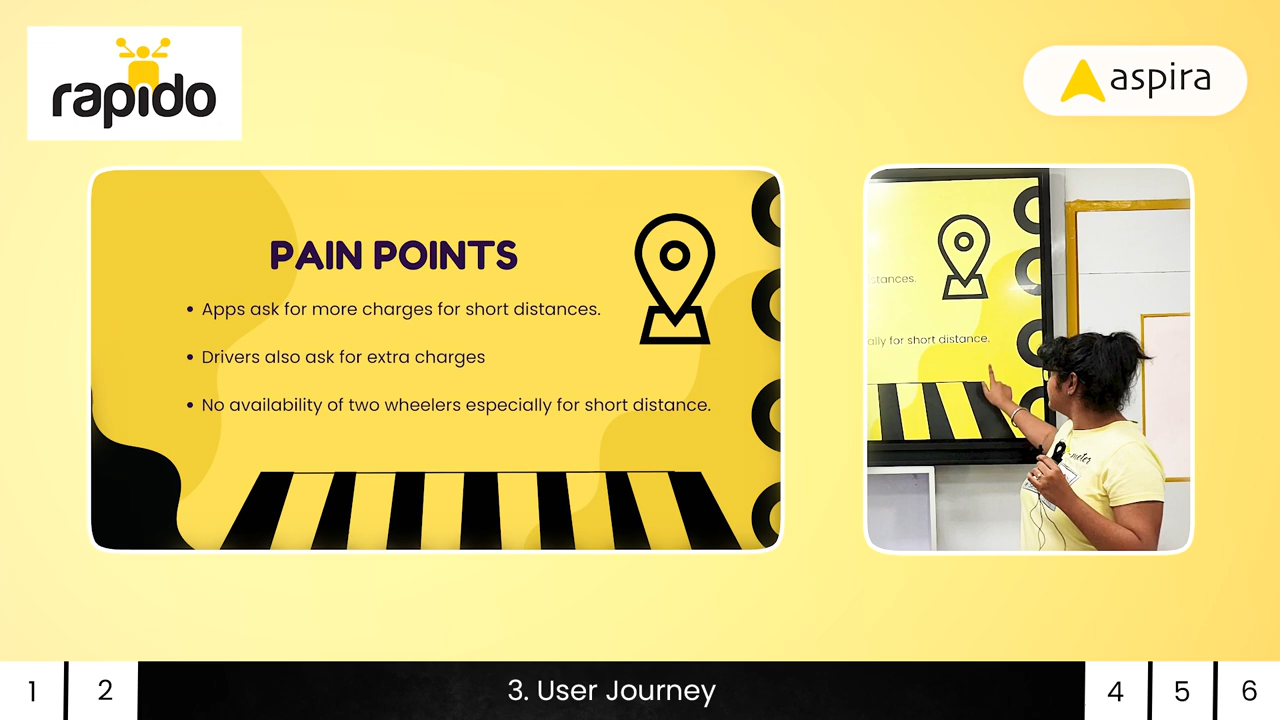 rapido
aspira
PAIN POINTS
• Apps ask for more charges for short distances.
• Drivers also ask for extra charges
• No availability of two wheelers especially for short distance.
stances.
ally for short distance.
1
2
3. User Journey
4
5
6